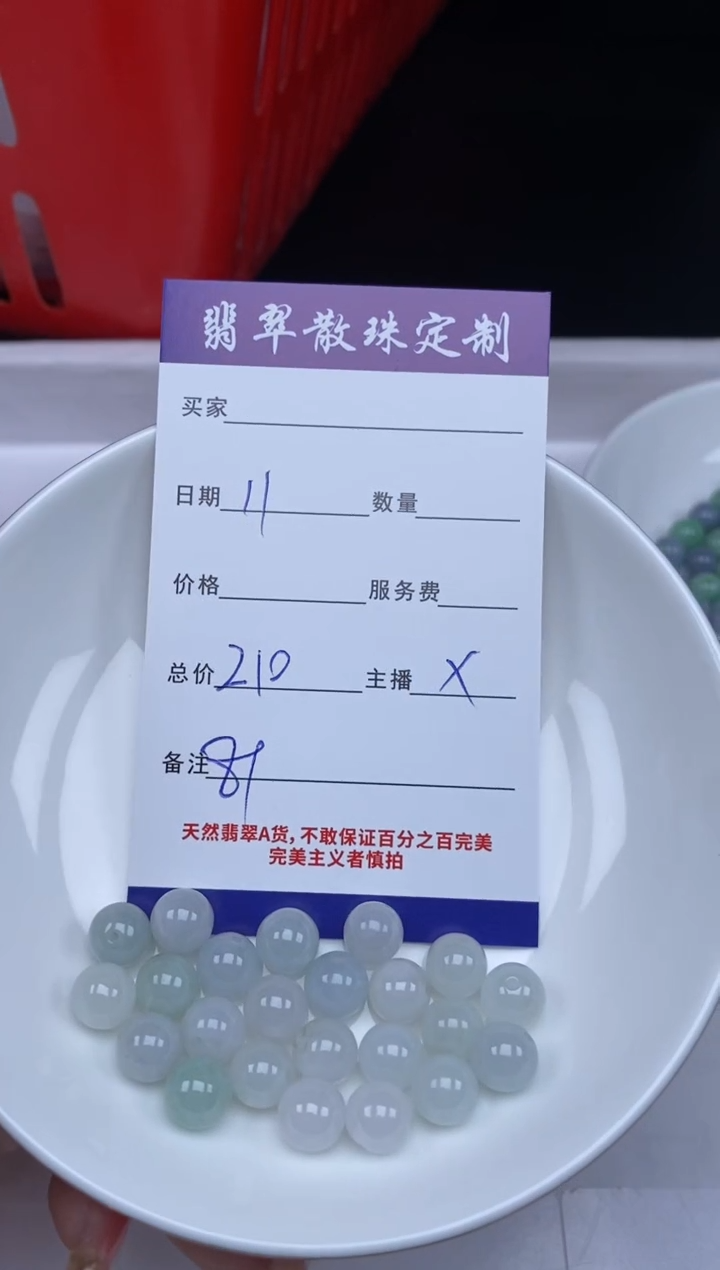 翡翠散珠定制
买家
日期 11 数量
价格 服务费
总价 210 主播 X
备注 81
天然翡翠A货,不敢保证百分之百完美
完美主义者慎拍